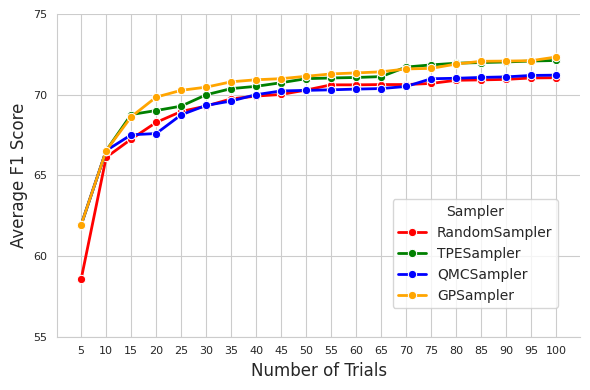 75
70
65
60
55
Average F1 Score
Sampler
RandomSampler
TPESampler
QMCSampler
GPSampler
5 10 15 20 25 30 35 40 45 50 55 60 65 70 75 80 85 90 95 100
Number of Trials